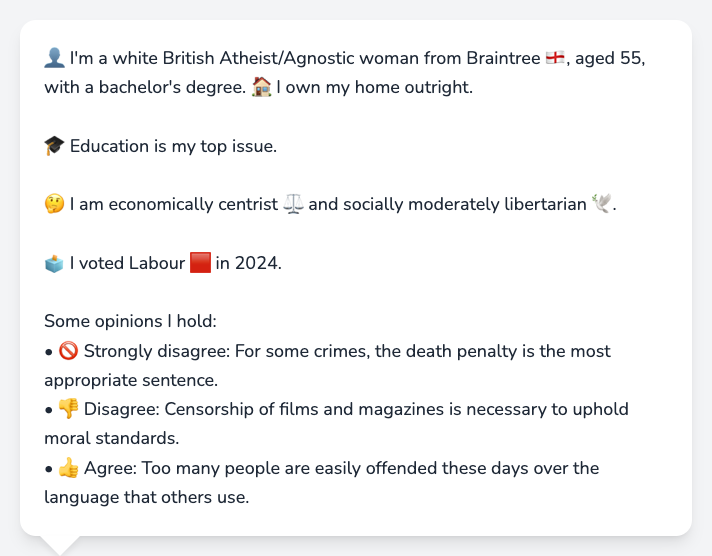 👤 I'm a white British Atheist/Agnostic woman from Braintree 🏴󠁧󠁢󠁥󠁮󠁧󠁿, aged 55,
with a bachelor's degree. 🏠 I own my home outright.
🎓 Education is my top issue.
🤔 I am economically centrist ⚖️ and socially moderately libertarian 🕊️.
🗳️ I voted Labour 🟥 in 2024.
Some opinions I hold:
• 🚫 Strongly disagree: For some crimes, the death penalty is the most
appropriate sentence.
• 👎 Disagree: Censorship of films and magazines is necessary to uphold
moral standards.
• 👍 Agree: Too many people are easily offended these days over the
language that others use.